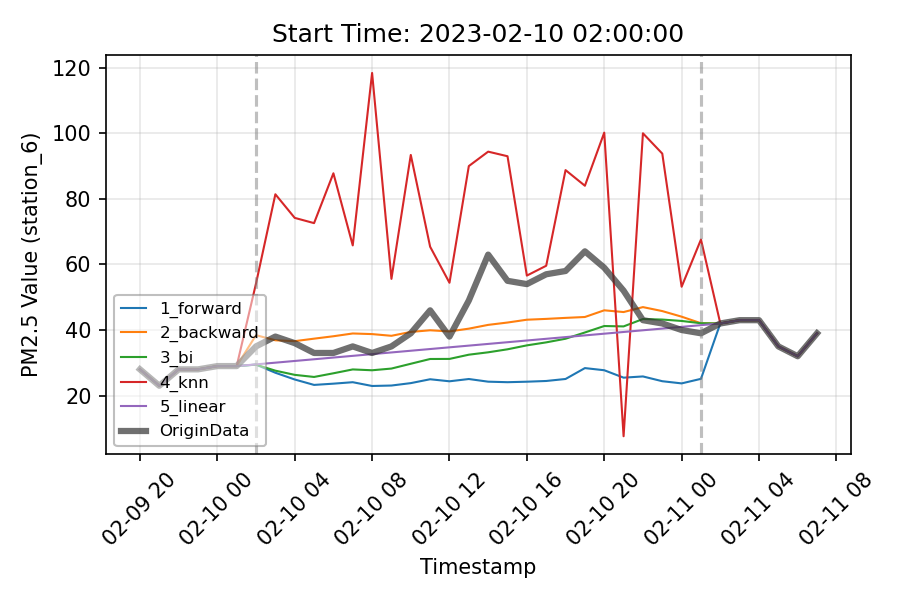 Start Time: 2023-02-10 02:00:00
PM2.5 Value (station_6)
120
100
80
60
40
20
1_forward
2_backward
3_bi
4_knn
5_linear
OriginData
02-09 20
02-10 00
02-10 04
02-10 08
02-10 12
02-10 16
02-10 20
02-11 00
02-11 04
02-11 08
Timestamp